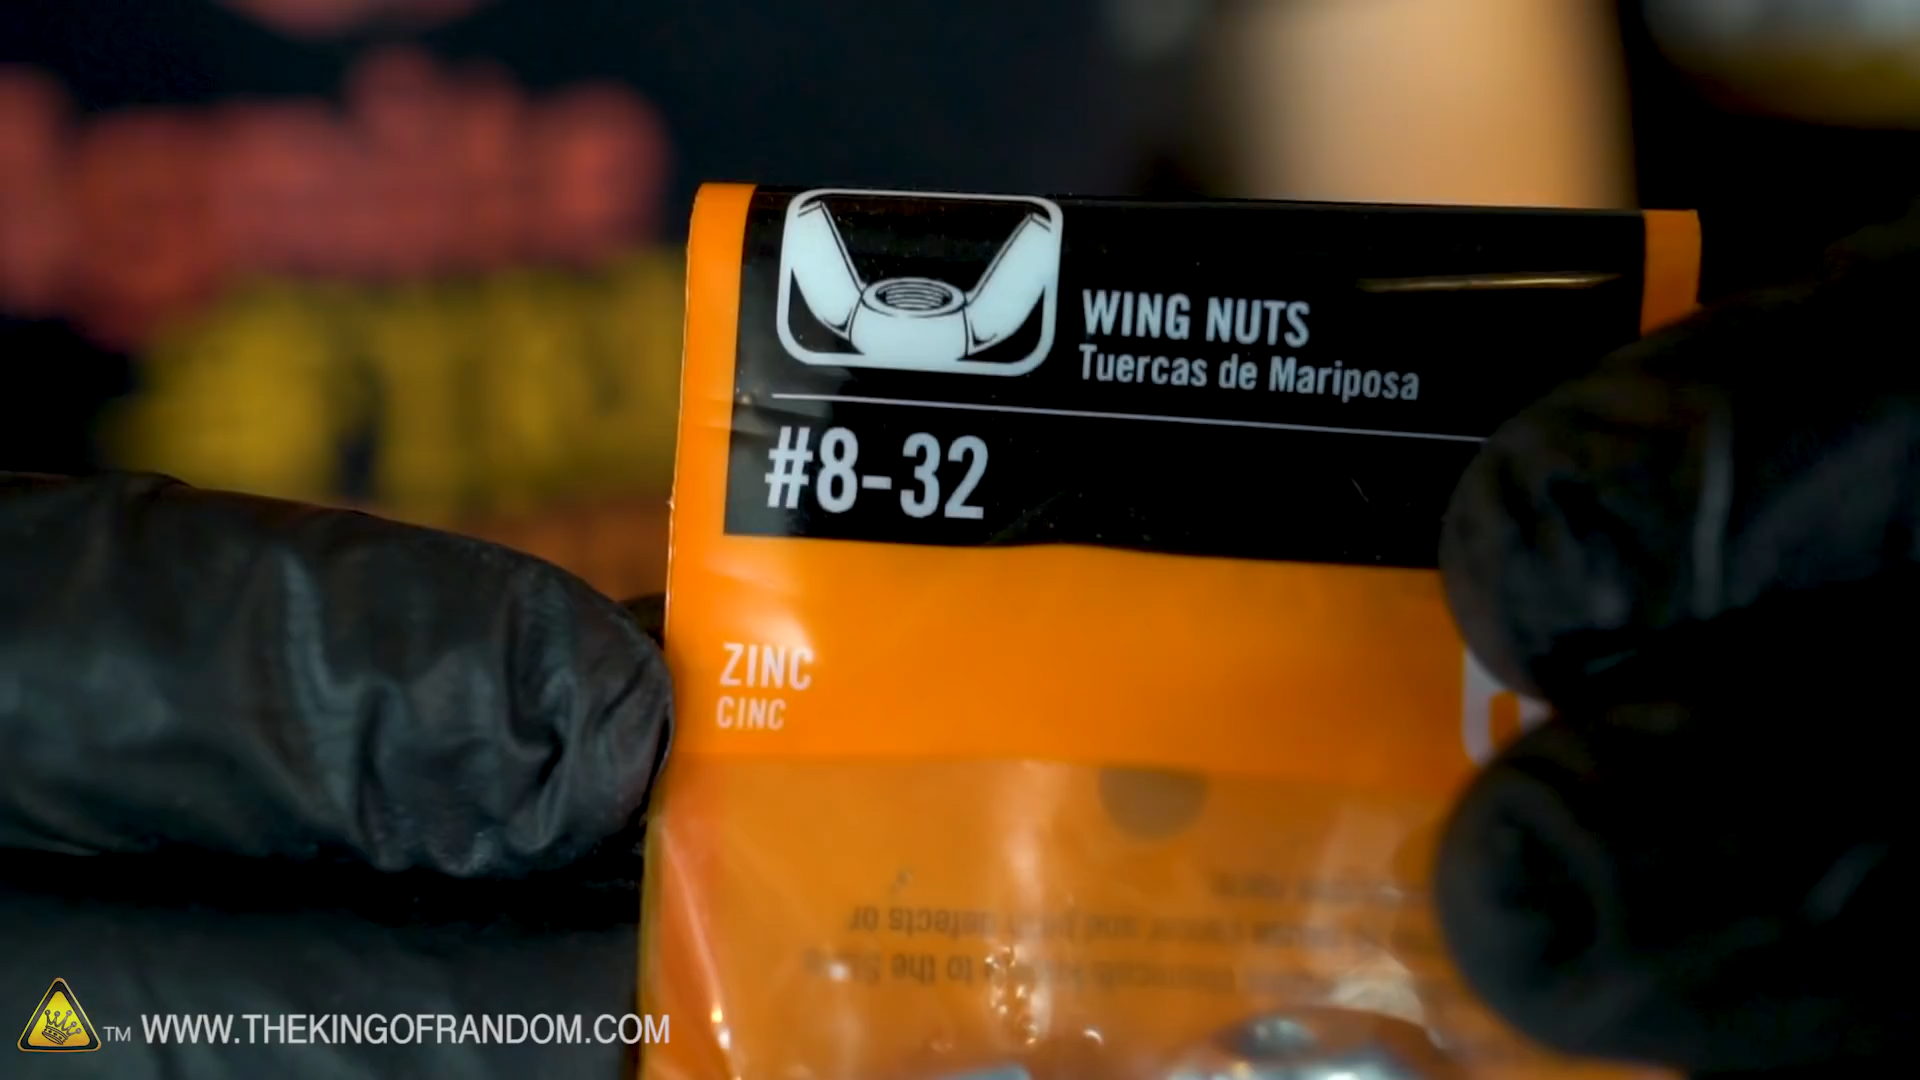 WING NUTS
Tuercas de Mariposa
#8-32
ZINC
CINC
TM WWW.THEKINGOFRANDOM.COM